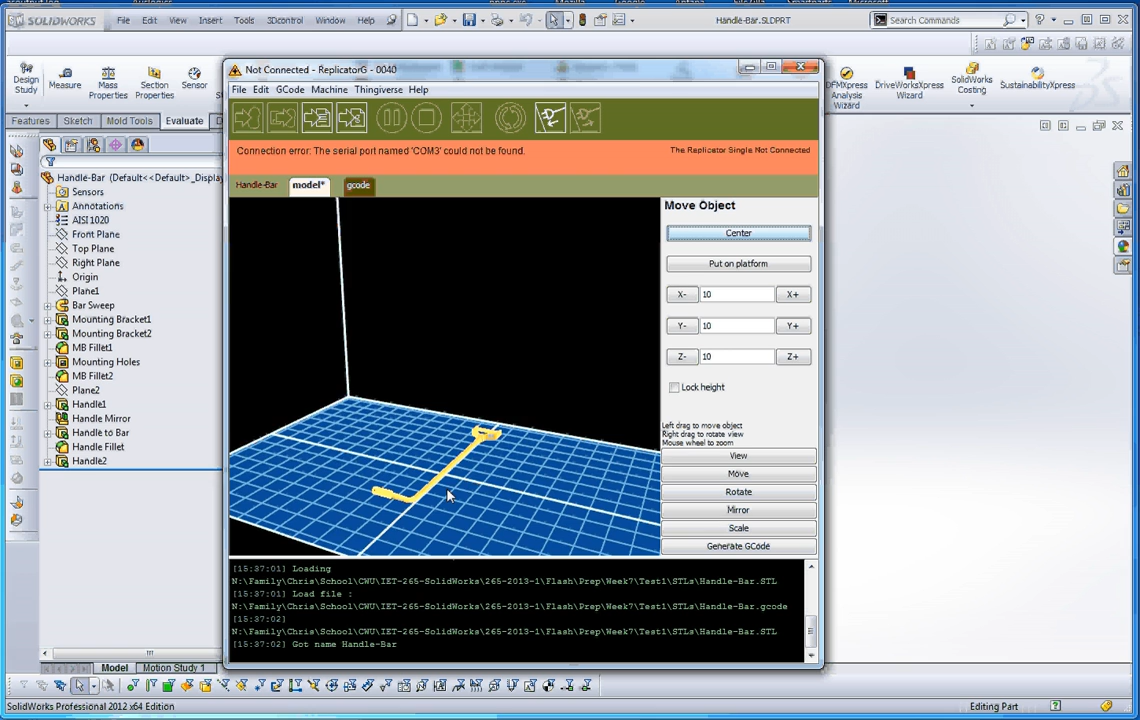 SOLIDWORKS
File Edit View Insert Tools 3Dcontrol Window Help
Handle-Bar.SLDPRT
Search Commands
Design Study
Measure
Mass Properties
Section Properties
Sensor
DFMXpress Analysis Wizard
DriveWorksXpress Wizard
SolidWorks Costing
SustainabilityXpress
Features Sketch Mold Tools Evaluate
Handle-Bar (Default<<Default>_Display
Sensors
Annotations
AISI 1020
Front Plane
Top Plane
Right Plane
Origin
Plane1
Bar Sweep
Mounting Bracket1
Mounting Bracket2
MB Fillet1
Mounting Holes
MB Fillet2
Plane2
Handle1
Handle Mirror
Handle to Bar
Handle Fillet
Handle2
Not Connected - ReplicatorG - 0040
File Edit GCode Machine Thingiverse Help
Connection error: The serial port named 'COM3' could not be found.
The Replicator Single Not Connected
Handle-Bar model* gcode
Move Object
Center
Put on platform
X- 10 X+
Y- 10 Y+
Z- 10 Z+
Lock height
Left drag to move object
Right drag to rotate view
Mouse wheel to zoom
View
Move
Rotate
Mirror
Scale
Generate GCode
[15:37:01] Loading
N:\Family\Chris\School\CWU\IET-265-SolidWorks\265-2013-1\Flash\Prep\Week7\Test1\STLs\Handle-Bar.STL
[15:37:01] Load file :
N:\Family\Chris\School\CWU\IET-265-SolidWorks\265-2013-1\Flash\Prep\Week7\Test1\STLs\Handle-Bar.gcode
[15:37:02]
N:\Family\Chris\School\CWU\IET-265-SolidWorks\265-2013-1\Flash\Prep\Week7\Test1\STLs\Handle-Bar.STL
[15:37:02] Got name Handle-Bar
Model Motion Study 1
SolidWorks Professional 2012 x64 Edition
Editing Part